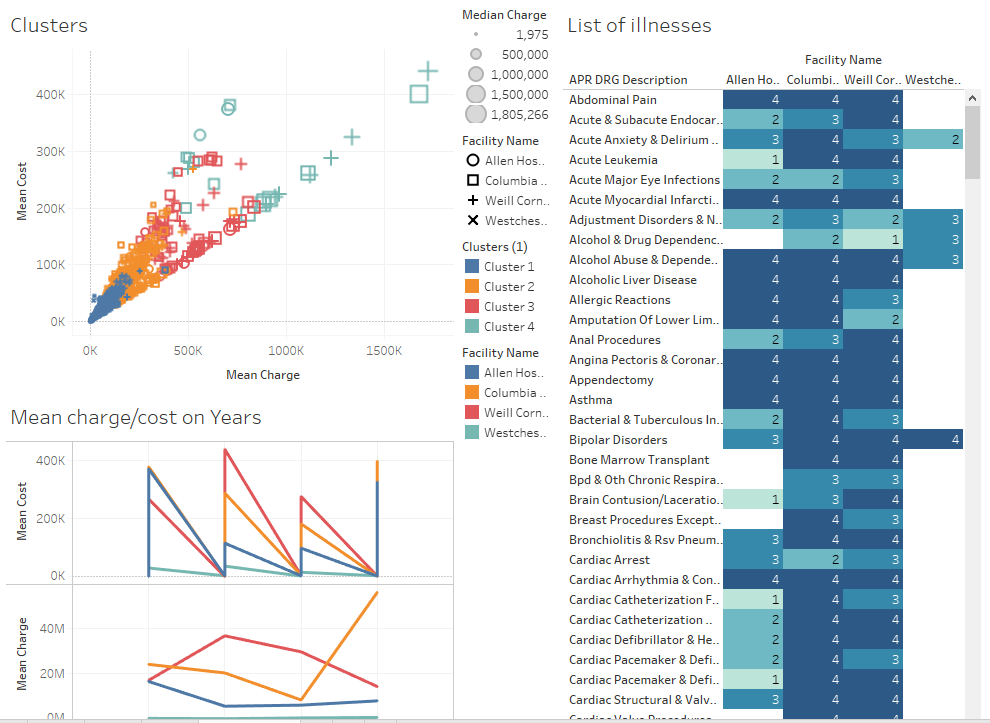 Clusters
400K
300K
200K
100K
0K
Mean Cost
0K
500K
1000K
1500K
Mean Charge
Median Charge
1,975
500,000
1,000,000
1,500,000
1,805,266
Facility Name
Allen Hos..
Columbia ..
Weill Corn..
Westches..
Clusters (1)
Cluster 1
Cluster 2
Cluster 3
Cluster 4
Facility Name
Allen Hos..
Columbia ..
Weill Corn..
Westches..
Mean charge/cost on Years
400K
200K
0K
Mean Cost
40M
20M
0M
Mean Charge
List of illnesses
Facility Name
APR DRG Description Allen Ho.. Columbi.. Weill Cor.. Westche..
Abdominal Pain 4 4 4
Acute & Subacute Endocar.. 2 3 4
Acute Anxiety & Delirium .. 3 4 4 2
Acute Leukemia 1 4 4
Acute Major Eye Infections 2 2 3
Acute Myocardial Infarcti.. 4 4 4
Adjustment Disorders & N.. 2 3 2 3
Alcohol & Drug Dependenc.. 2 1 3
Alcohol Abuse & Depende.. 4 4 4 3
Alcoholic Liver Disease 4 4 4
Allergic Reactions 4 4 3
Amputation Of Lower Lim.. 4 4 2
Anal Procedures 2 3 4
Angina Pectoris & Coronar.. 4 4 4
Appendectomy 4 4 4
Asthma 4 4 4
Bacterial & Tuberculous In.. 2 4 3
Bipolar Disorders 3 4 4 4
Bone Marrow Transplant 4 4
Bpd & Oth Chronic Respira.. 3 3
Brain Contusion/Laceratio.. 1 3 4
Breast Procedures Except.. 4 3
Bronchiolitis & Rsv Pneum.. 3 4 4
Cardiac Arrest 3 2 3
Cardiac Arrhythmia & Con.. 4 4 4
Cardiac Catheterization F.. 1 4 3
Cardiac Catheterization .. 2 4 4
Cardiac Defibrillator & He.. 2 4 4
Cardiac Pacemaker & Defi.. 2 4 3
Cardiac Pacemaker & Defi.. 1 4 4
Cardiac Structural & Valv.. 3 4 4
Cardiac Valve Procedures 4 4